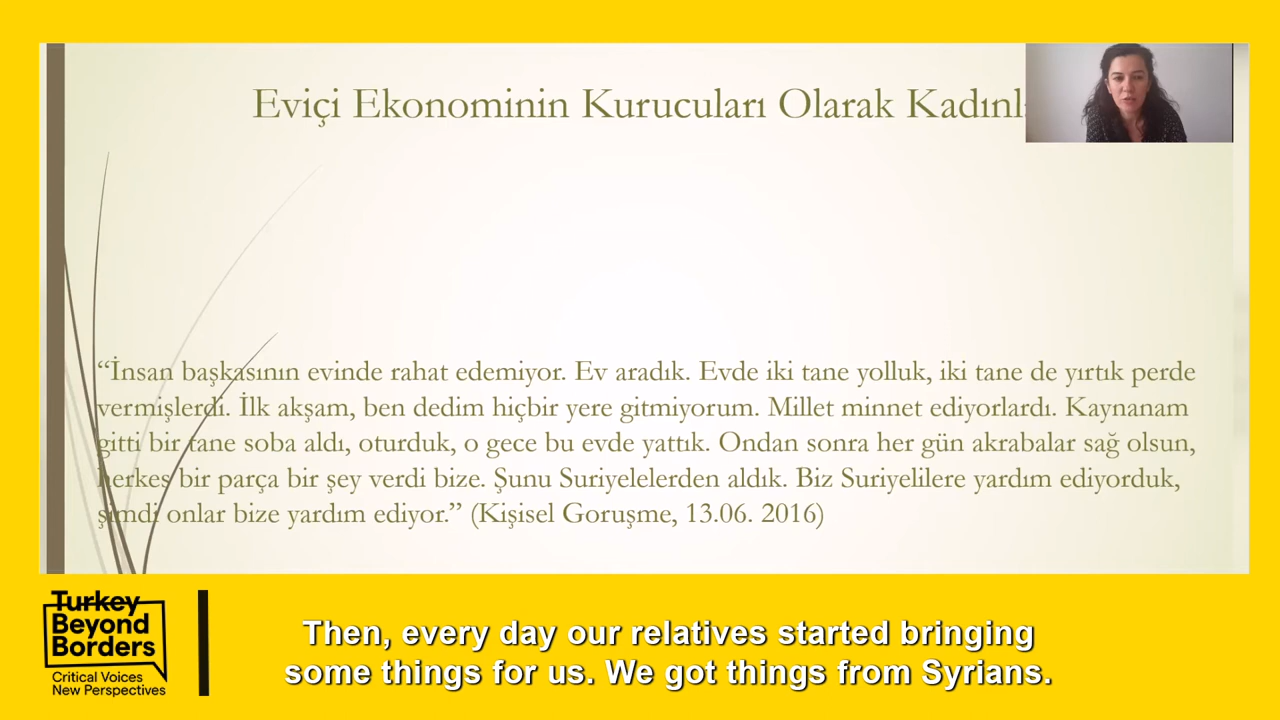 Eviçi Ekonominin Kurucuları Olarak
“İnsan başkasının evinde rahat edemiyor. Ev aradık. Evde iki tane yolluk, iki tane de yırtık perde
vermişlerdi. İlk akşam, ben dedim hiçbir yere gitmiyorum. Millet minnet ediyorlardı. Kaynanam
gitti bir tane soba aldı, oturduk, o gece bu evde yattık. Ondan sonra her gün akrabalar sağ olsun,
herkes bir parça bir şey verdi bize. Şunu Suriyelelerden aldık. Biz Suriyelilere yardım ediyorduk,
şimdi onlar bize yardım ediyor.” (Kişisel Goruşme, 13.06. 2016)
Turkey
Beyond
Borders
Critical Voices
New Perspectives
Then, every day our relatives started bringing
some things for us. We got things from Syrians.